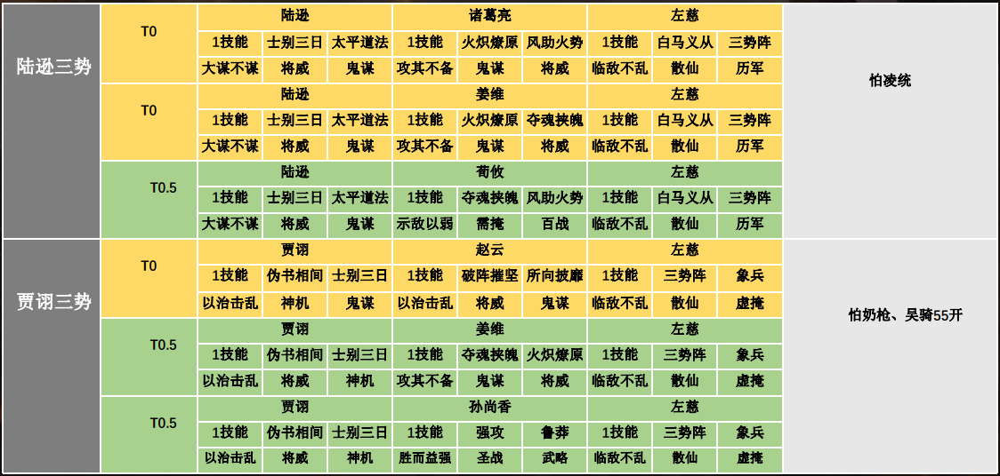 陆逊三势
T0
陆逊 诸葛亮 左慈
1技能 士别三日 太平道法 1技能 火炽燎原 风助火势 1技能 白马义从 三势阵
大谋不谋 将威 鬼谋 攻其不备 鬼谋 将威 临敌不乱 散仙 历军
怕凌统
T0
陆逊 姜维 左慈
1技能 士别三日 太平道法 1技能 火炽燎原 夺魂挟魄 1技能 白马义从 三势阵
大谋不谋 将威 鬼谋 攻其不备 鬼谋 将威 临敌不乱 散仙 历军
T0.5
陆逊 荀攸 左慈
1技能 士别三日 太平道法 1技能 夺魂挟魄 风助火势 1技能 白马义从 三势阵
大谋不谋 将威 鬼谋 示敌以弱 需掩 百战 临敌不乱 散仙 历军
贾诩三势
T0
贾诩 赵云 左慈
1技能 伪书相间 士别三日 1技能 破阵摧坚 所向披靡 1技能 三势阵 象兵
以治击乱 神机 鬼谋 以治击乱 将威 鬼谋 临敌不乱 散仙 虚掩
怕奶枪、吴骑55开
T0.5
贾诩 姜维 左慈
1技能 伪书相间 士别三日 1技能 夺魂挟魄 火炽燎原 1技能 三势阵 象兵
以治击乱 将威 神机 攻其不备 鬼谋 将威 临敌不乱 散仙 虚掩
T0.5
贾诩 孙尚香 左慈
1技能 伪书相间 士别三日 1技能 强攻 鲁莽 1技能 三势阵 象兵
以治击乱 将威 神机 胜而益强 圣战 武略 临敌不乱 散仙 虚掩